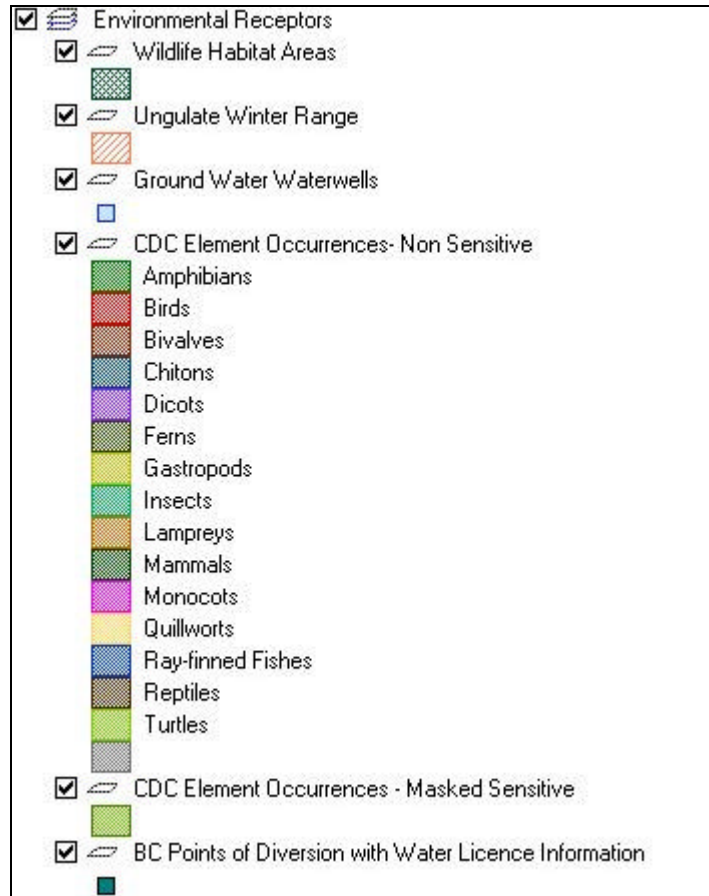 Environmental Receptors
Wildlife Habitat Areas
Ungulate Winter Range
Ground Water Waterwells
CDC Element Occurrences- Non Sensitive
Amphibians
Birds
Bivalves
Chitons
Dicots
Ferns
Gastropods
Insects
Lampreys
Mammals
Monocots
Quillworts
Ray-finned Fishes
Reptiles
Turtles
CDC Element Occurrences - Masked Sensitive
BC Points of Diversion with Water Licence Information